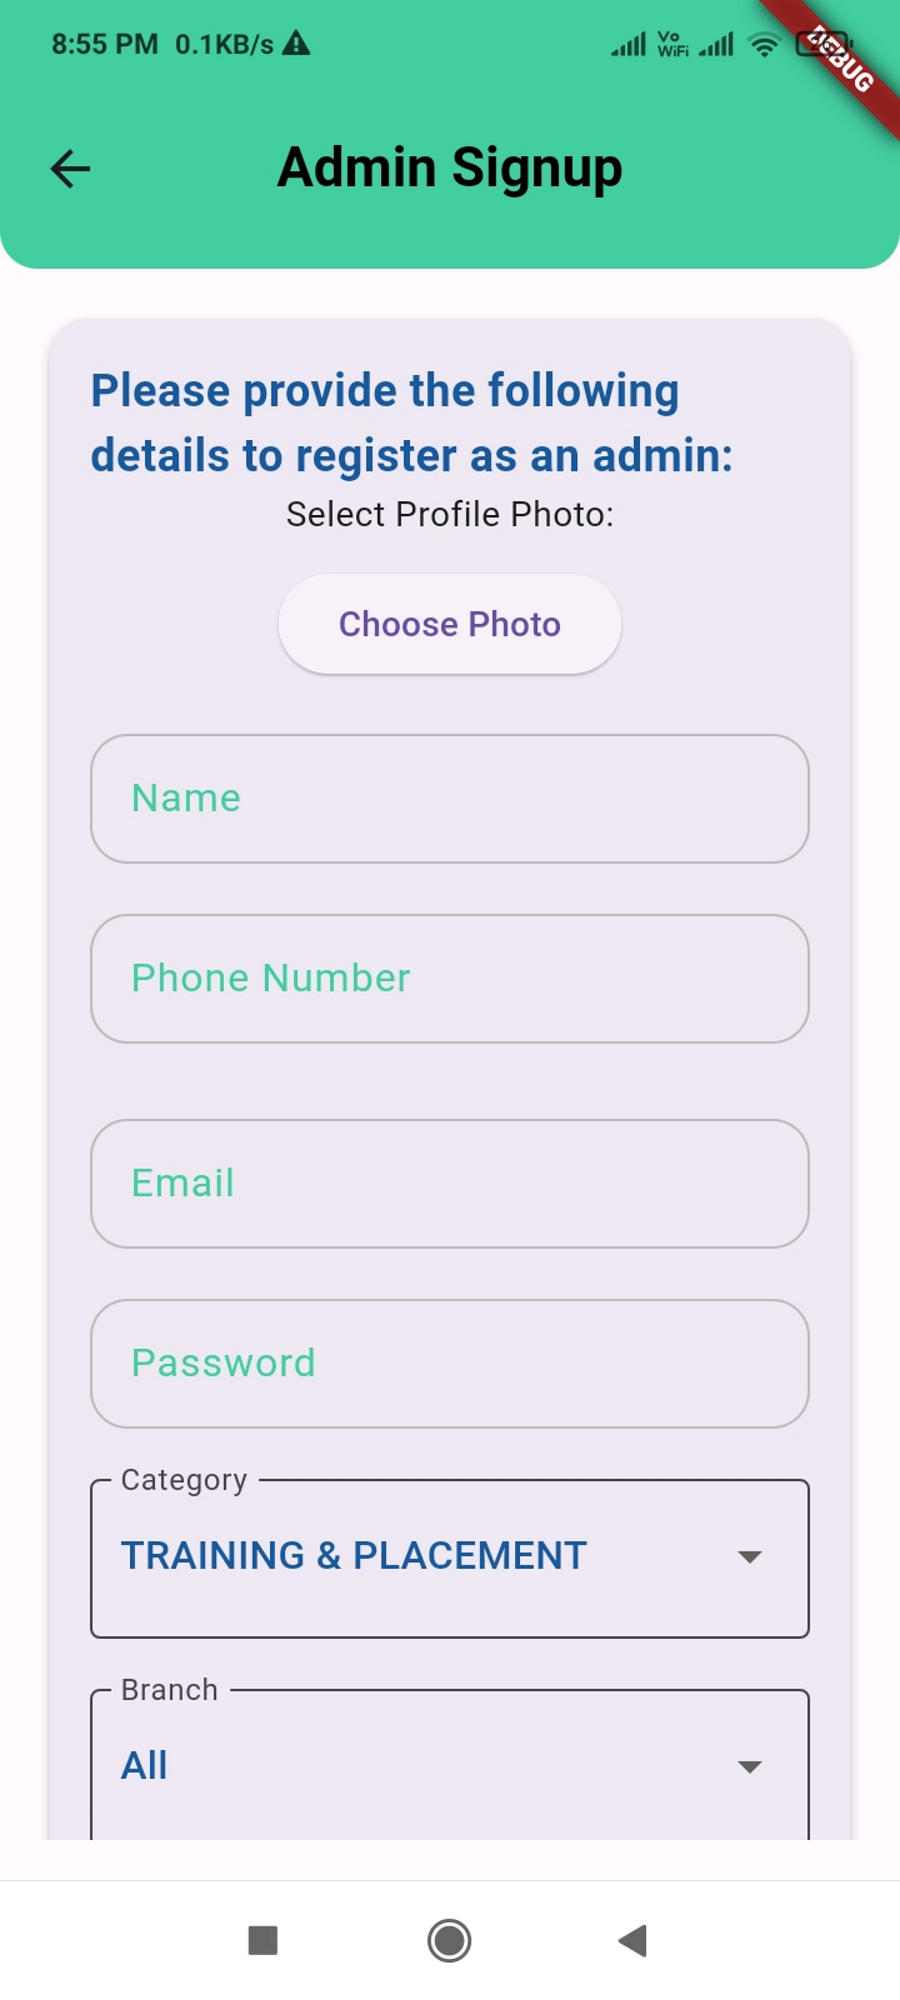 8:55 PM 0.1KB/s
Vo
WiFi
DEBUG
Admin Signup
Please provide the following
details to register as an admin:
Select Profile Photo:
Choose Photo
Name
Phone Number
Email
Password
Category
TRAINING & PLACEMENT
Branch
All